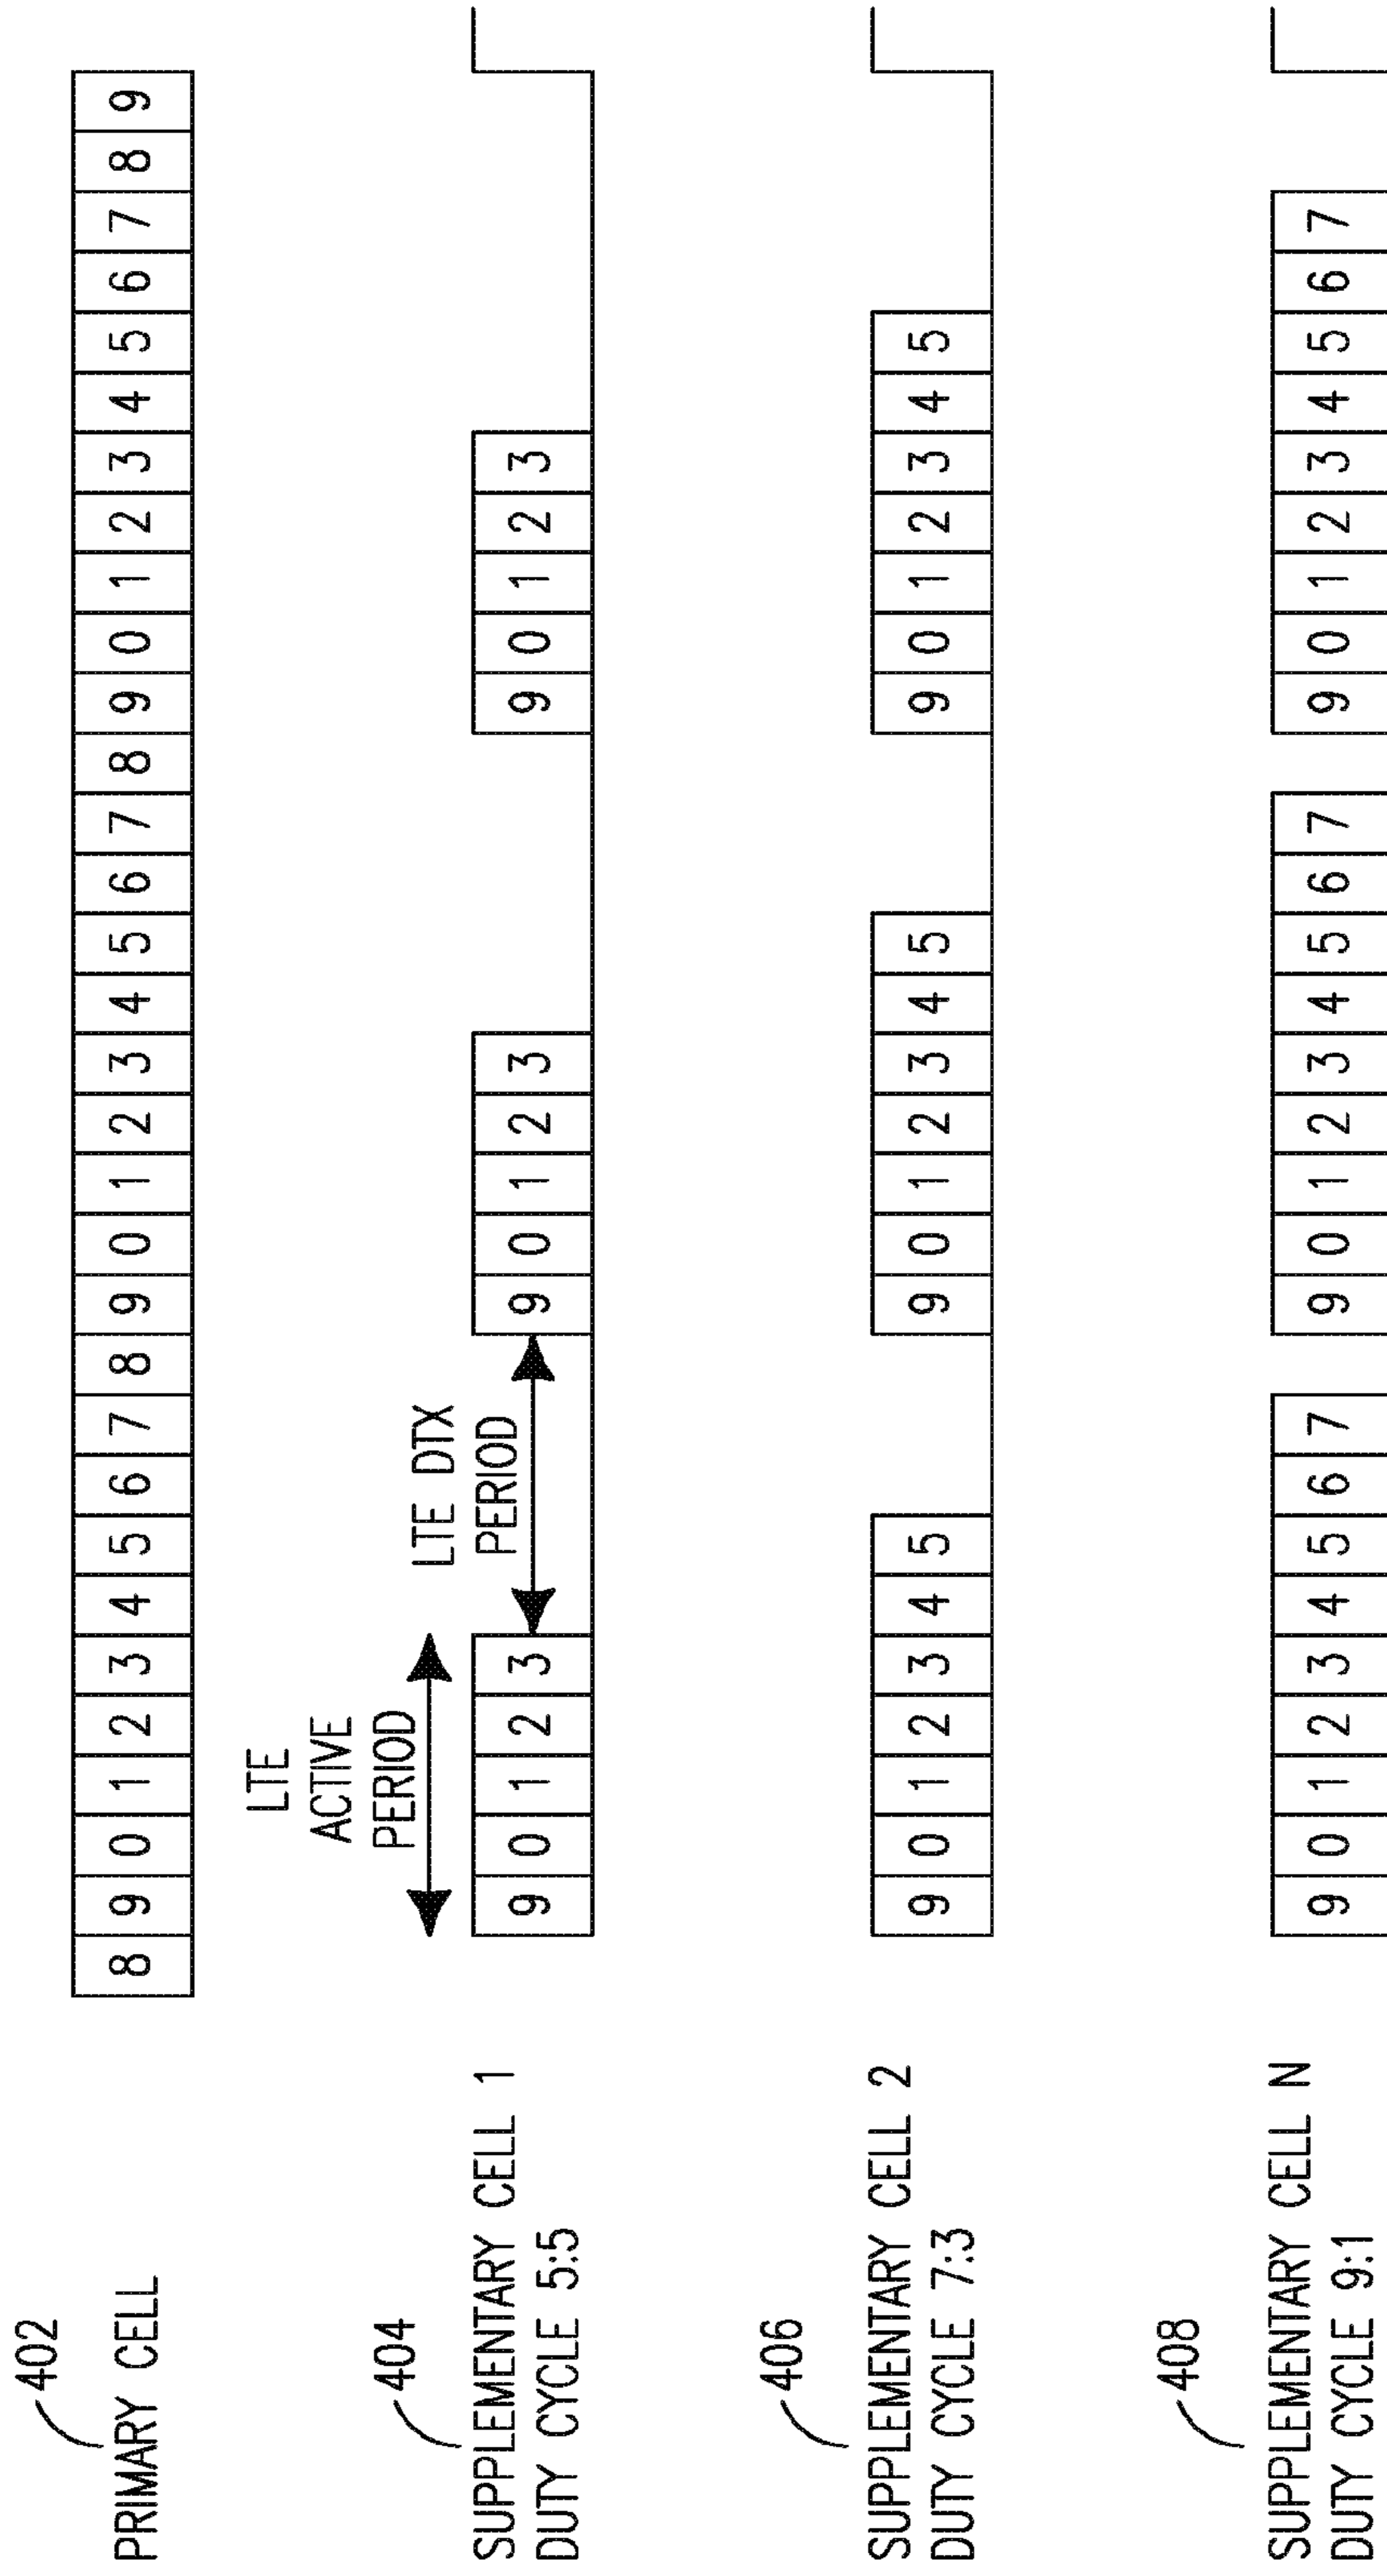 402
PRIMARY CELL
8 9 0 1 2 3 4 5 6 7 8 9 0 1 2 3 4 5 6 7 8 9 0 1 2 3 4 5 6 7 8 9
LTE
ACTIVE
PERIOD
LTE DTX
PERIOD
404
SUPPLEMENTARY CELL 1
DUTY CYCLE 5:5
9 0 1 2 3 9 0 1 2 3 9 0 1 2 3
406
SUPPLEMENTARY CELL 2
DUTY CYCLE 7:3
9 0 1 2 3 4 5 9 0 1 2 3 4 5 9 0 1 2 3 4 5
408
SUPPLEMENTARY CELL N
DUTY CYCLE 9:1
9 0 1 2 3 4 5 6 7 9 0 1 2 3 4 5 6 7 9 0 1 2 3 4 5 6 7